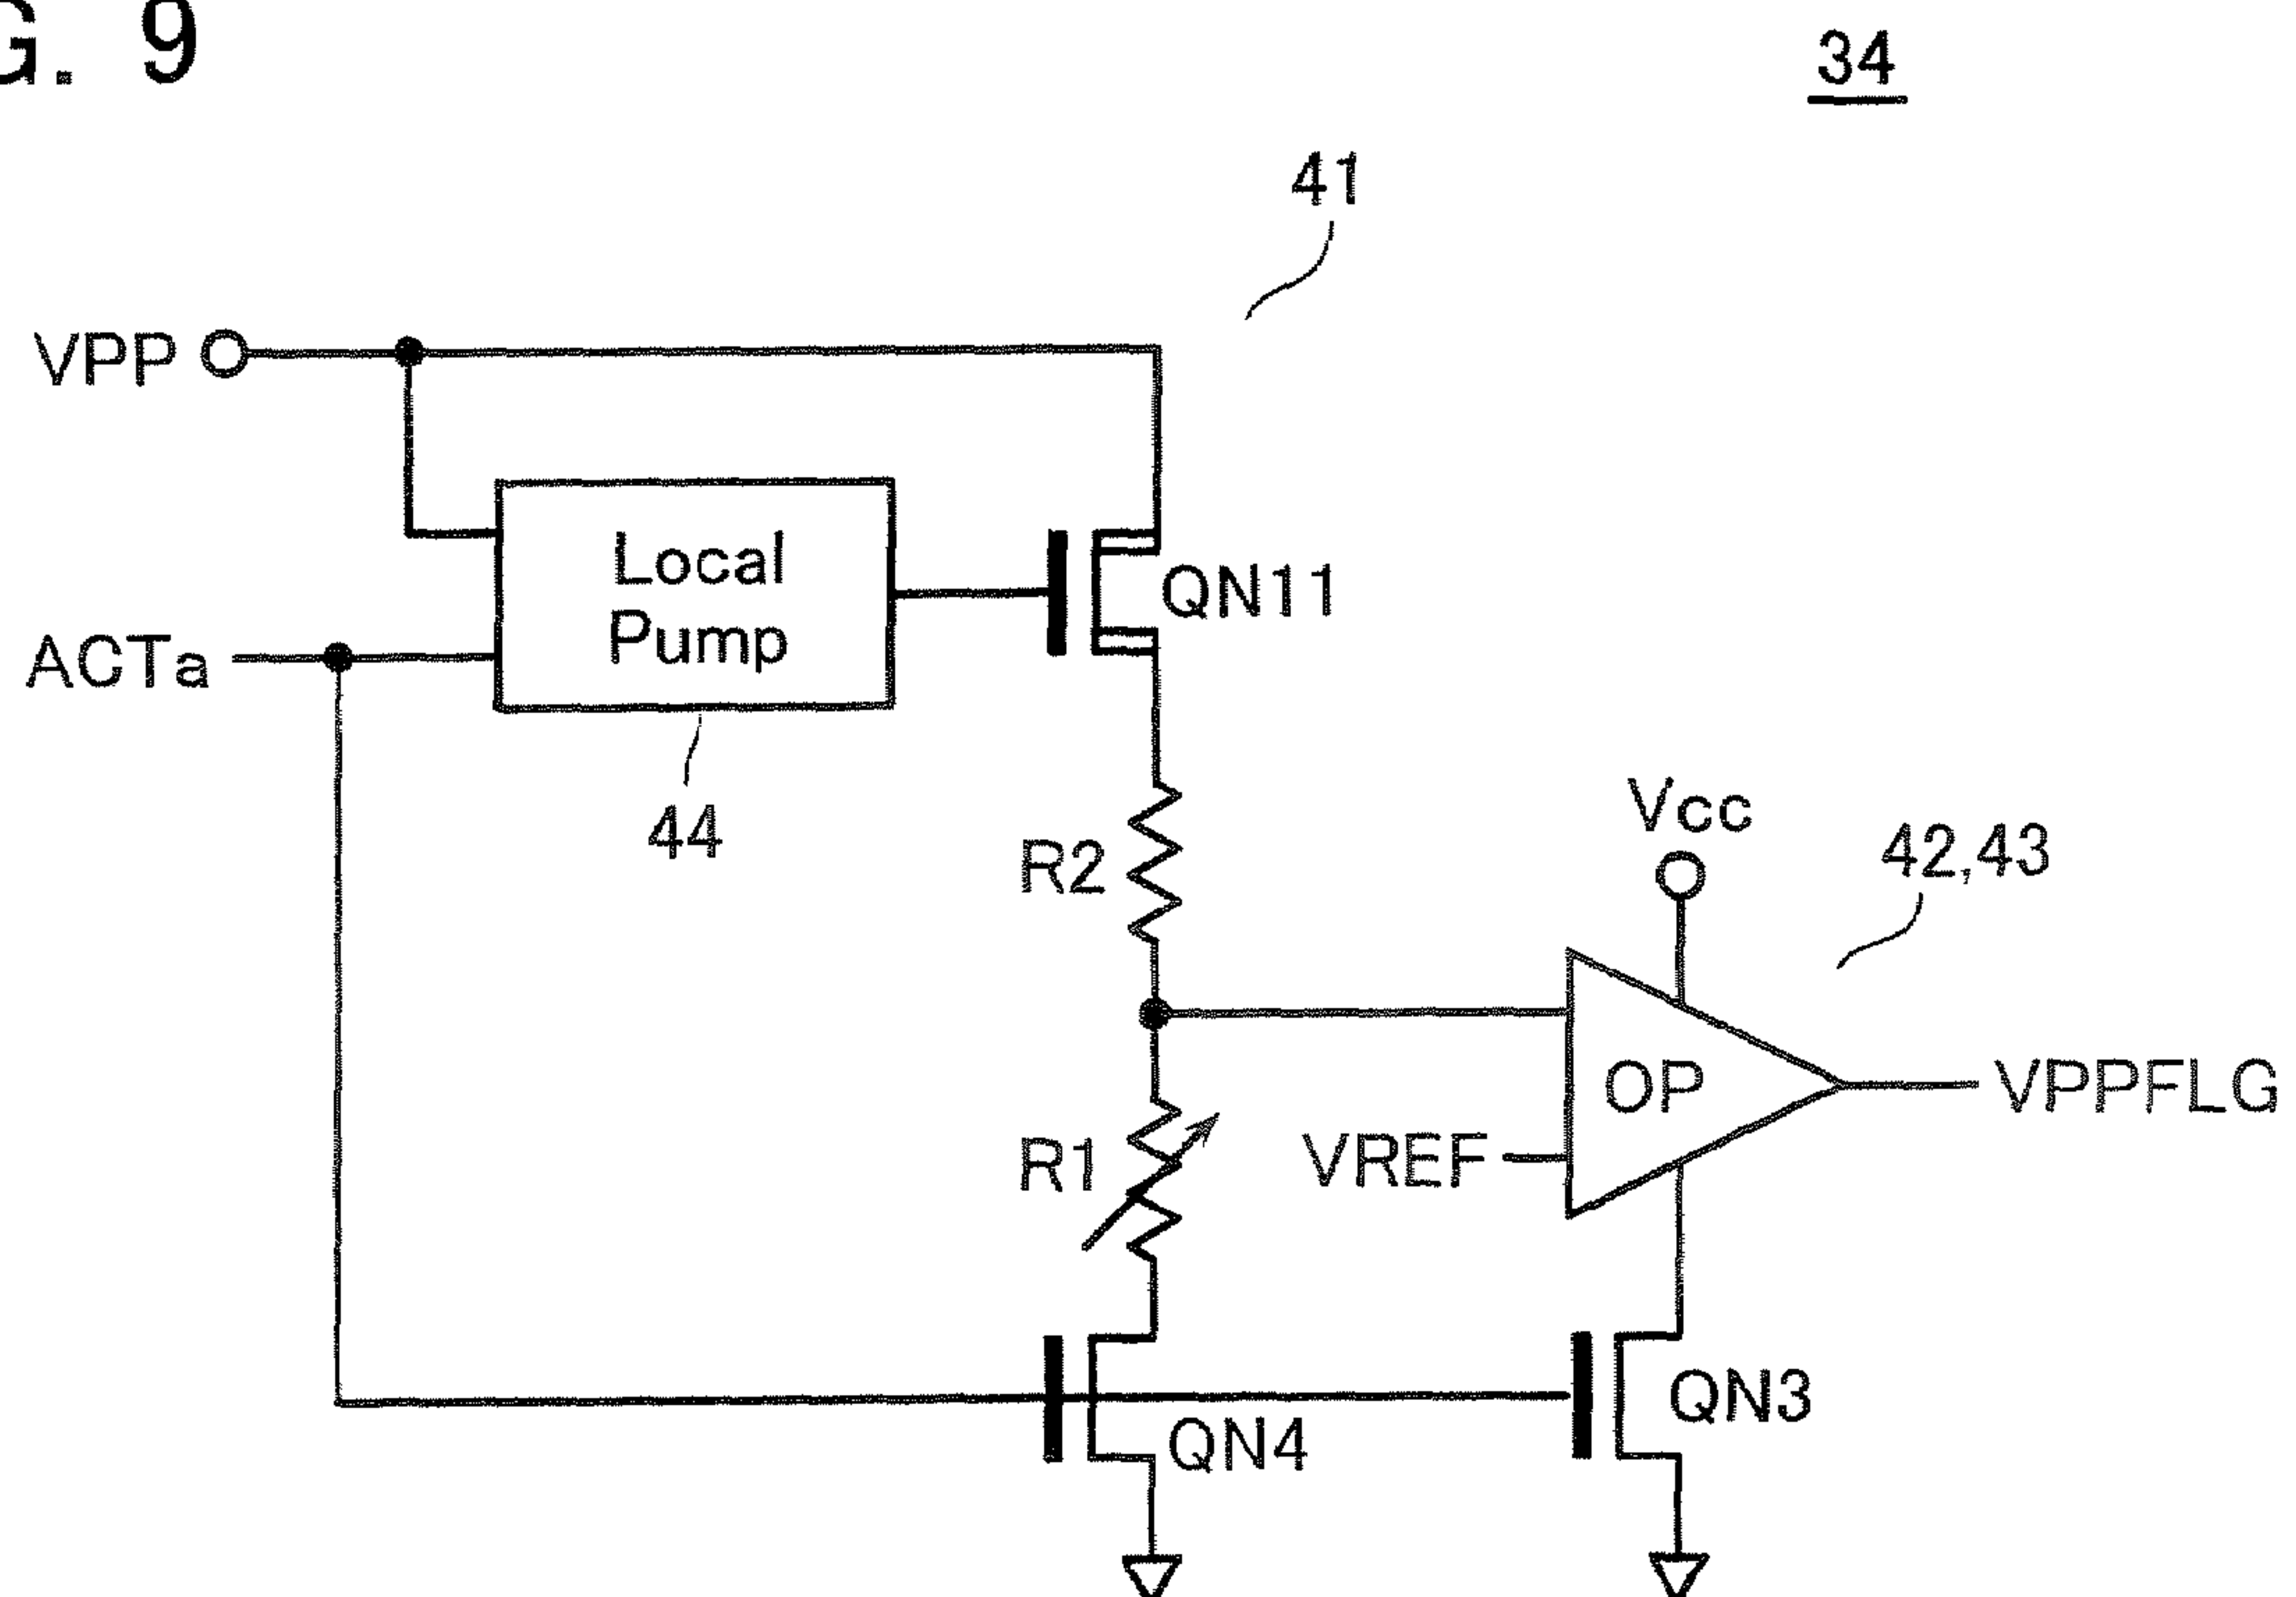 G. 9
34
41
VPP
Local
Pump
QN11
ACTa
44
Vcc
42,43
R2
OP
VPPFLG
R1
VREF
QN3
QN4